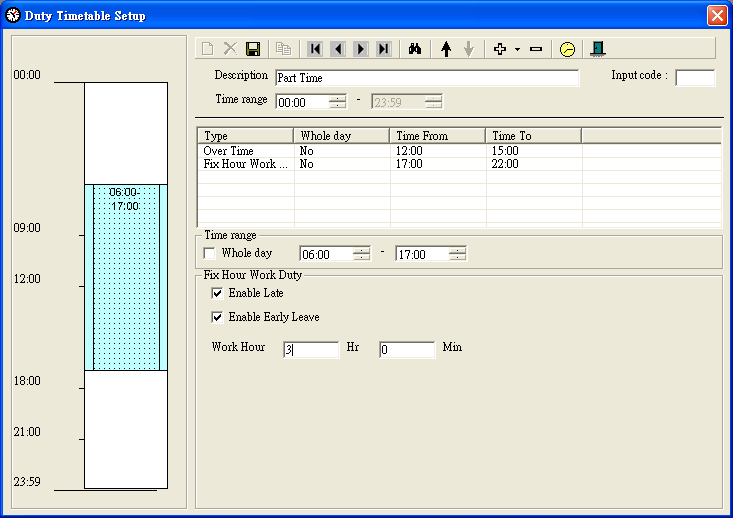 Duty Timetable Setup
00:00
06:00-
17:00
09:00
12:00
18:00
21:00
23:59
Description Part Time Input code :
Time range 00:00 - 23:59
Type Whole day Time From Time To
Over Time No 12:00 15:00
Fix Hour Work ... No 17:00 22:00
Time range
Whole day 06:00 - 17:00
Fix Hour Work Duty
Enable Late
Enable Early Leave
Work Hour 3 Hr 0 Min